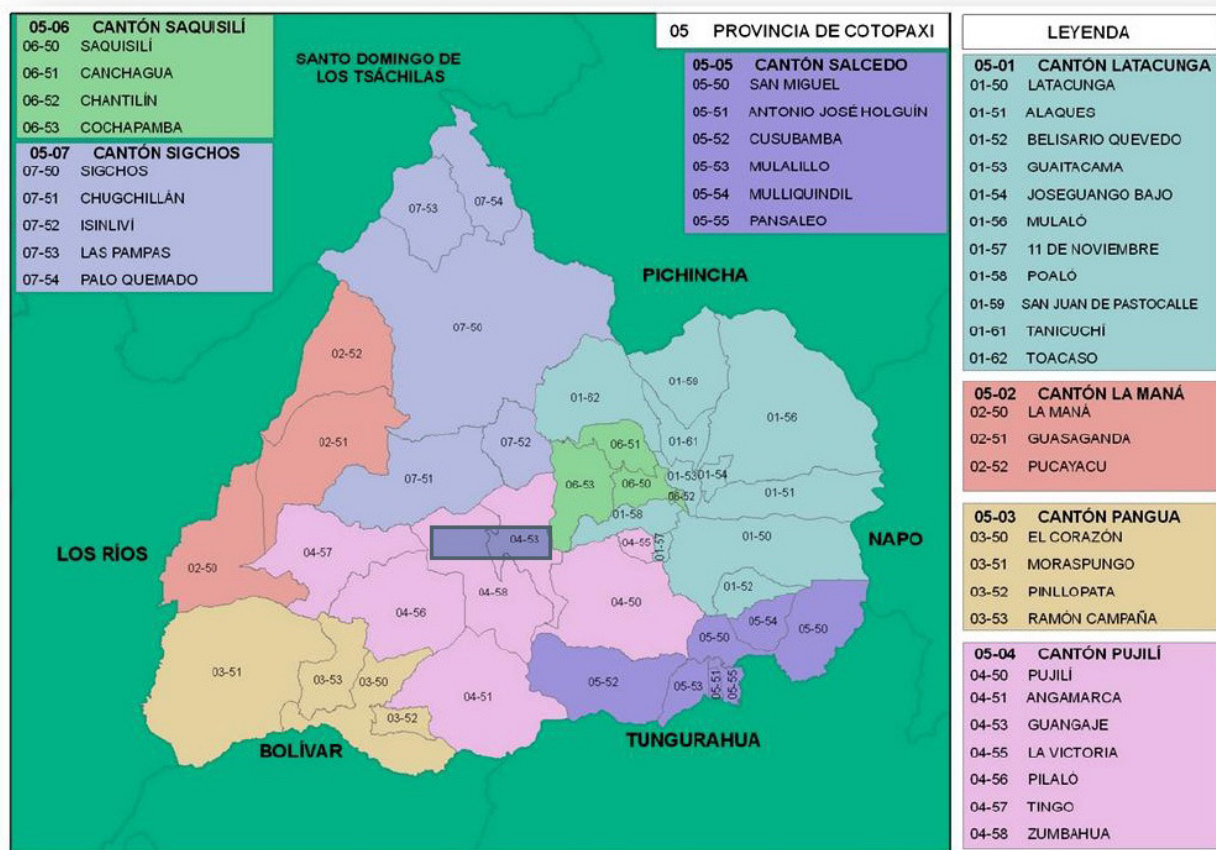 05-06 CANTÓN SAQUISILÍ
06-50 SAQUISILÍ
06-51 CANCHAGUA
06-52 CHANTILÍN
06-53 COCHAPAMBA
05-07 CANTÓN SIGCHOS
07-50 SIGCHOS
07-51 CHUGCHILLÁN
07-52 ISINLIVÍ
07-53 LAS PAMPAS
07-54 PALO QUEMADO
SANTO DOMINGO DE
LOS TSÁCHILAS
05 PROVINCIA DE COTOPAXI
05-05 CANTÓN SALCEDO
05-50 SAN MIGUEL
05-51 ANTONIO JOSÉ HOLGUÍN
05-52 CUSUBAMBA
05-53 MULALILLO
05-54 MULLIQUINDIL
05-55 PANSALEO
LEYENDA
05-01 CANTÓN LATACUNGA
01-50 LATACUNGA
01-51 ALAQUES
01-52 BELISARIO QUEVEDO
01-53 GUAITACAMA
01-54 JOSEGUANGO BAJO
01-56 MULALÓ
01-57 11 DE NOVIEMBRE
01-58 POALÓ
01-59 SAN JUAN DE PASTOCALLE
01-61 TANICUCHÍ
01-62 TOACASO
05-02 CANTÓN LA MANÁ
02-50 LA MANÁ
02-51 GUASAGANDA
02-52 PUCAYACU
05-03 CANTÓN PANGUA
03-50 EL CORAZÓN
03-51 MORASPUNGO
03-52 PINLLOPATA
03-53 RAMÓN CAMPAÑA
05-04 CANTÓN PUJILÍ
04-50 PUJILÍ
04-51 ANGAMARCA
04-53 GUANGAJE
04-55 LA VICTORIA
04-56 PILALÓ
04-57 TINGO
04-58 ZUMBAHUA
07-53
07-54
PICHINCHA
07-50
02-52
01-59
01-62
01-56
02-51
07-52
06-51
01-61
07-51
06-53
06-50
01-53
01-54
06-52
01-51
01-58
LOS RÍOS
04-57
04-53
04-55
01-57
01-50
NAPO
02-50
04-56
04-58
04-50
01-52
05-50
05-54
05-50
03-51
03-53
03-50
04-51
05-52
05-53
05-51
05-55
03-52
BOLÍVAR
TUNGURAHUA